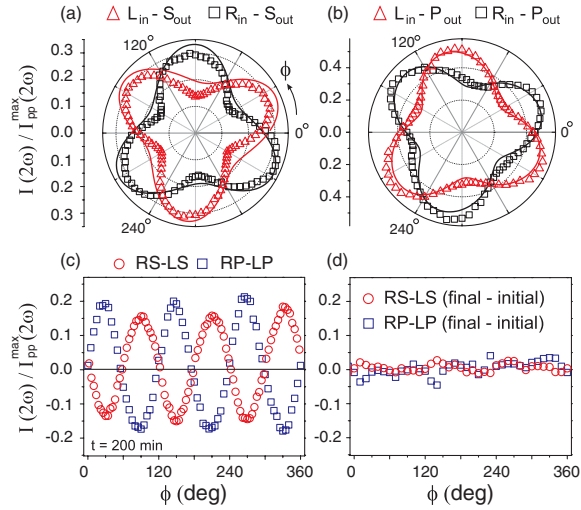 (a) △ L_in - S_out □ R_in - S_out
(b) △ L_in - P_out □ R_in - P_out
I (2ω) / I_pp^max(2ω)
0.3
0.2
0.1
0.0
0.1
0.2
0.3
120°
ϕ
0°
240°
0.4
0.2
0.0
0.2
0.4
120°
0°
240°
(c) ○ RS-LS □ RP-LP
(d)
I (2ω) / I_pp^max(2ω)
0.2
0.1
0.0
-0.1
-0.2
t = 200 min
0 120 240 360
ϕ (deg)
○ RS-LS (final - initial)
□ RP-LP (final - initial)
0.2
0.1
0.0
-0.1
-0.2
0 120 240 360
ϕ (deg)